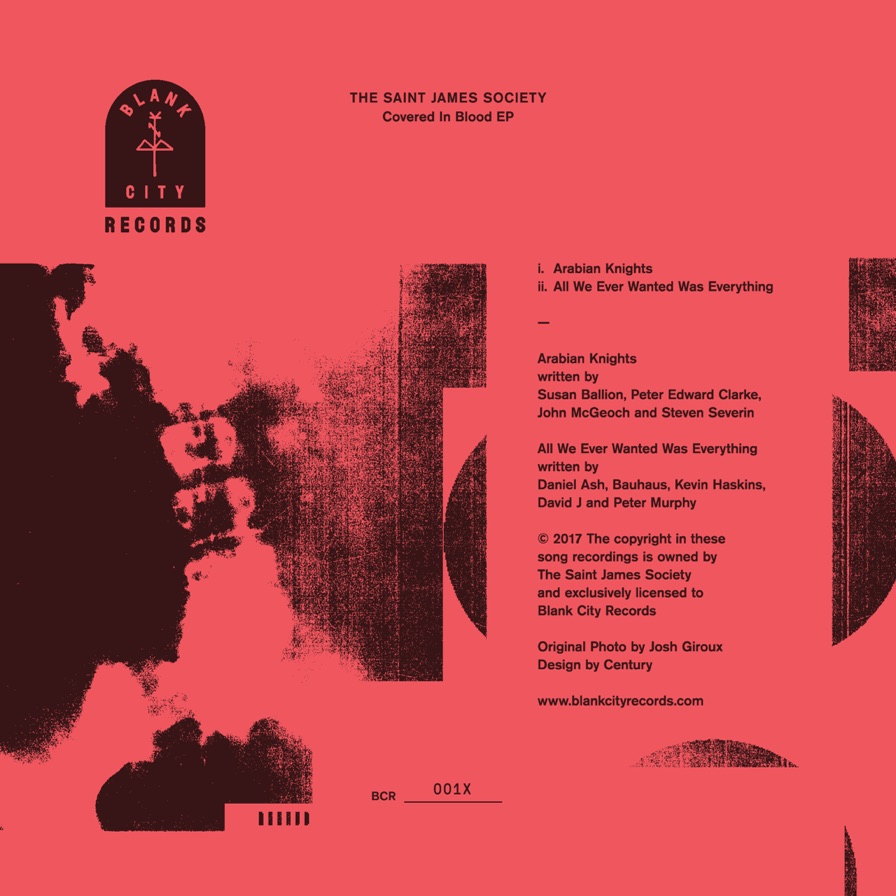 BLANK
CITY
RECORDS
THE SAINT JAMES SOCIETY
Covered In Blood EP
i. Arabian Knights
ii. All We Ever Wanted Was Everything
—
Arabian Knights
written by
Susan Ballion, Peter Edward Clarke,
John McGeoch and Steven Severin
All We Ever Wanted Was Everything
written by
Daniel Ash, Bauhaus, Kevin Haskins,
David J and Peter Murphy
© 2017 The copyright in these
song recordings is owned by
The Saint James Society
and exclusively licensed to
Blank City Records
Original Photo by Josh Giroux
Design by Century
www.blankcityrecords.com
BCR 001X